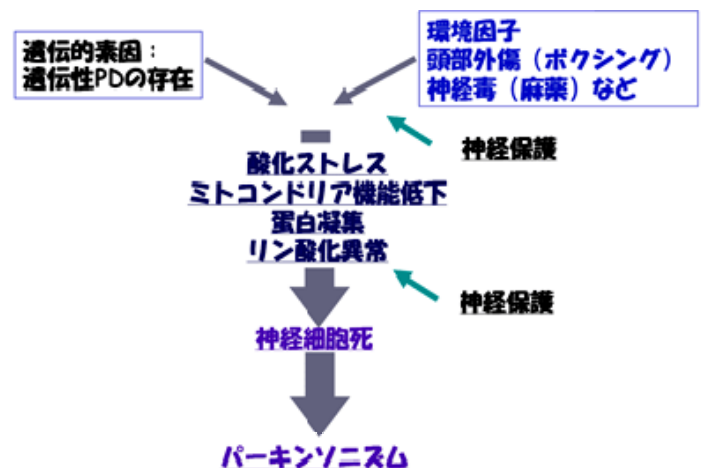 遺伝的素因：
遺伝性PDの存在
環境因子
頭部外傷（ボクシング）
神経毒（麻薬）など
神経保護
酸化ストレス
ミトコンドリア機能低下
蛋白凝集
リン酸化異常
神経保護
神経細胞死
パーキンソニズム